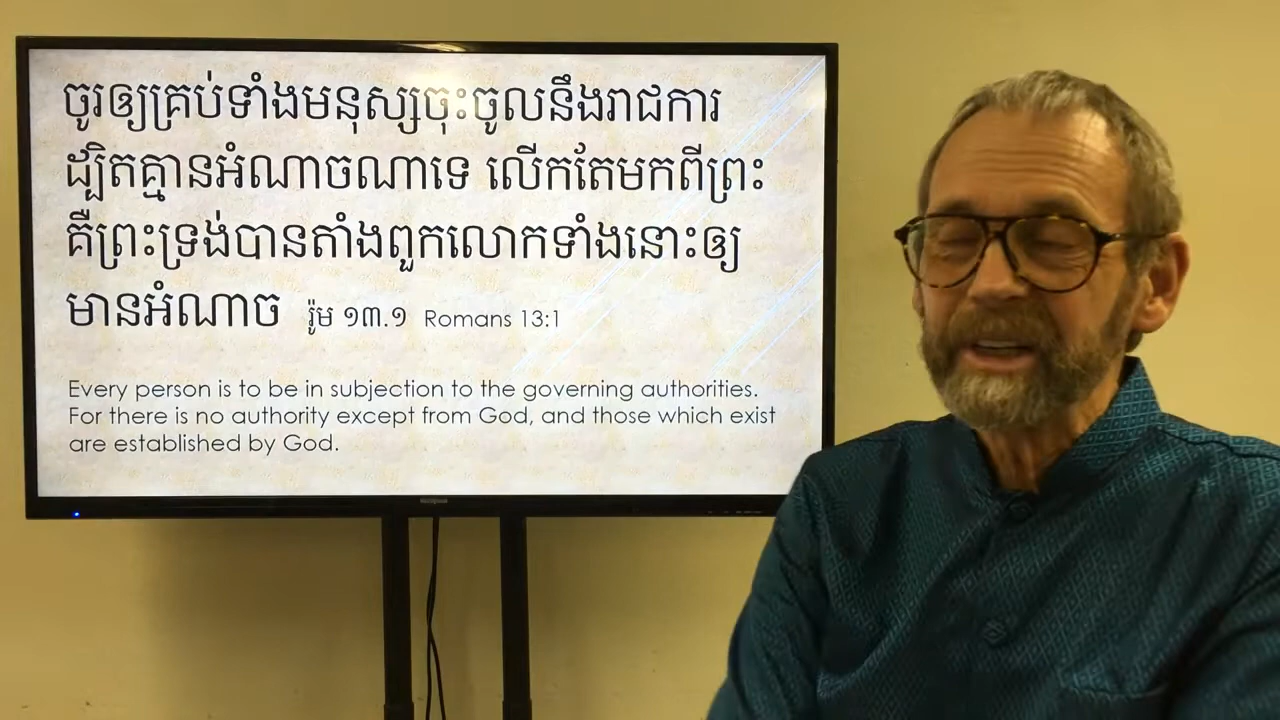 ចូរឲ្យគ្រប់ទាំងមនុស្សចុះចូលនឹងរាជការ
ដ្បិតគ្មានអំណាចណាទេ លើកតែមកពីព្រះ
គឺព្រះទ្រង់បានតាំងពួកលោកទាំងនោះឲ្យ
មានអំណាច រ៉ូម ១៣.១ Romans 13:1
Every person is to be in subjection to the governing authorities.
For there is no authority except from God, and those which exist
are established by God.